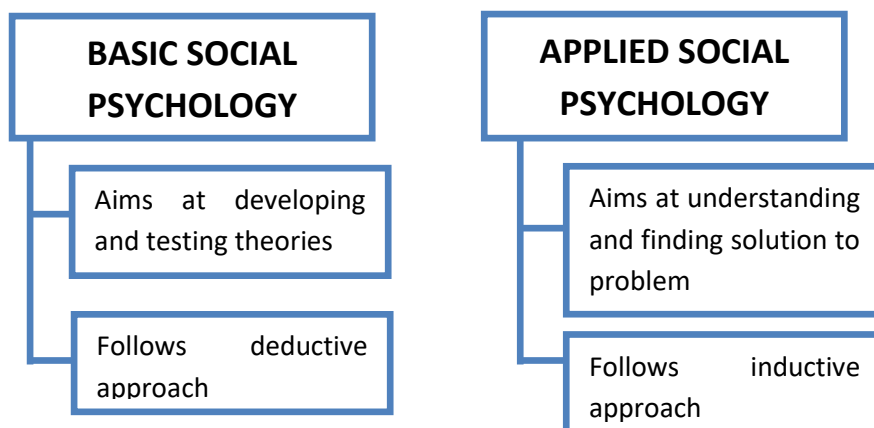 BASIC SOCIAL
PSYCHOLOGY
Aims at developing
and testing theories
Follows deductive
approach
APPLIED SOCIAL
PSYCHOLOGY
Aims at understanding
and finding solution to
problem
Follows inductive
approach